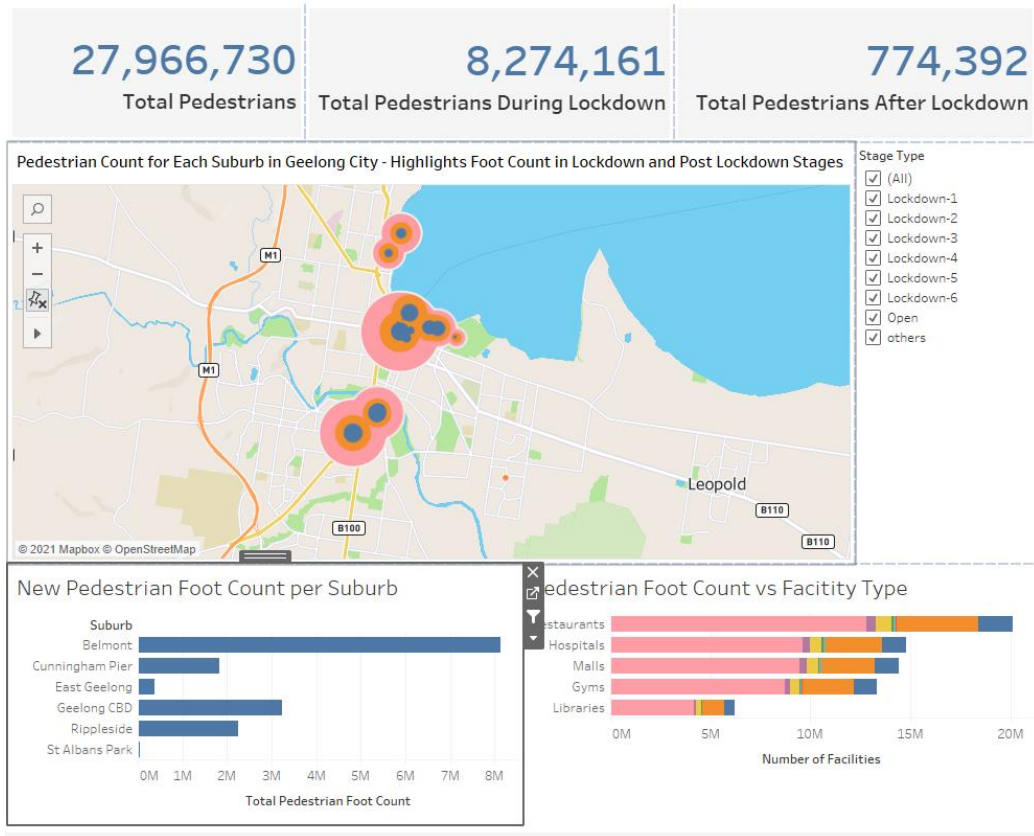 27,966,730
Total Pedestrians
8,274,161
Total Pedestrians During Lockdown
774,392
Total Pedestrians After Lockdown
Pedestrian Count for Each Suburb in Geelong City - Highlights Foot Count in Lockdown and Post Lockdown Stages
Stage Type
(All)
Lockdown-1
Lockdown-2
Lockdown-3
Lockdown-4
Lockdown-5
Lockdown-6
Open
others
M1
M1
Leopold
B110
B100
B110
© 2021 Mapbox © OpenStreetMap
New Pedestrian Foot Count per Suburb
Suburb
Belmont
Cunningham Pier
East Geelong
Geelong CBD
Rippleside
St Albans Park
0M 1M 2M 3M 4M 5M 6M 7M 8M
Total Pedestrian Foot Count
edestrian Foot Count vs Facitity Type
estaurants
Hospitals
Malls
Gyms
Libraries
0M 5M 10M 15M 20M
Number of Facilities